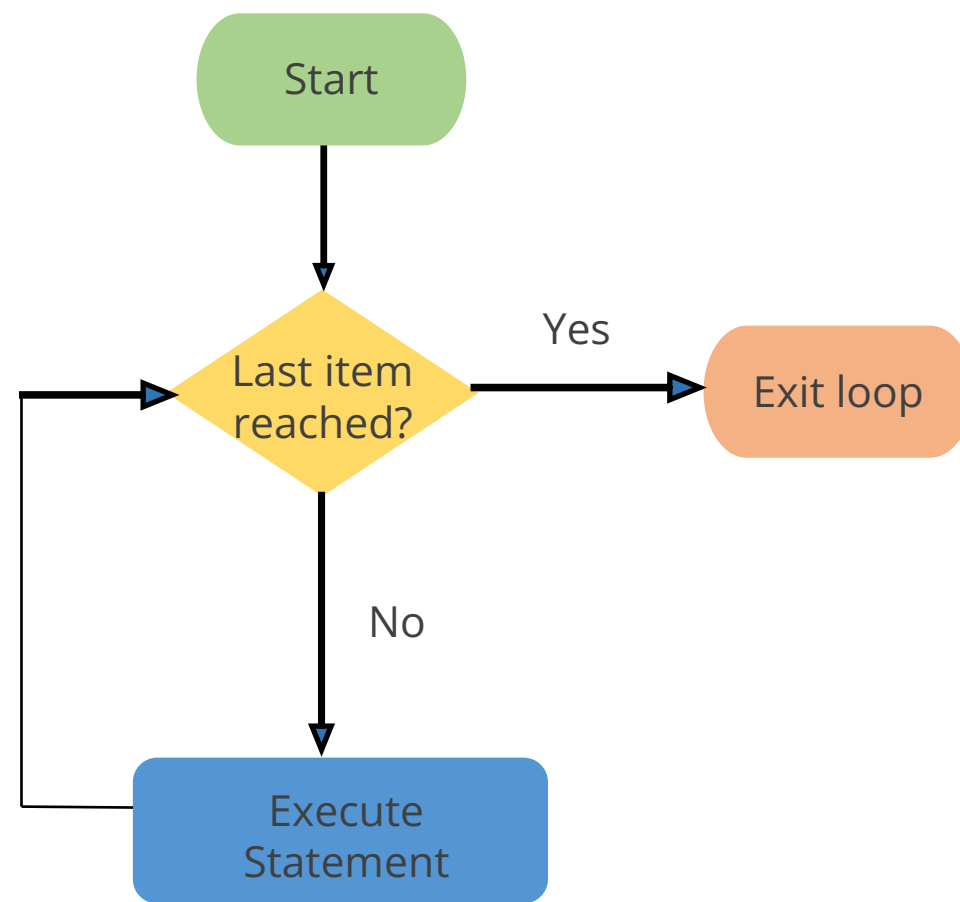 Start
Yes
Last item
reached?
Exit loop
No
Execute
Statement